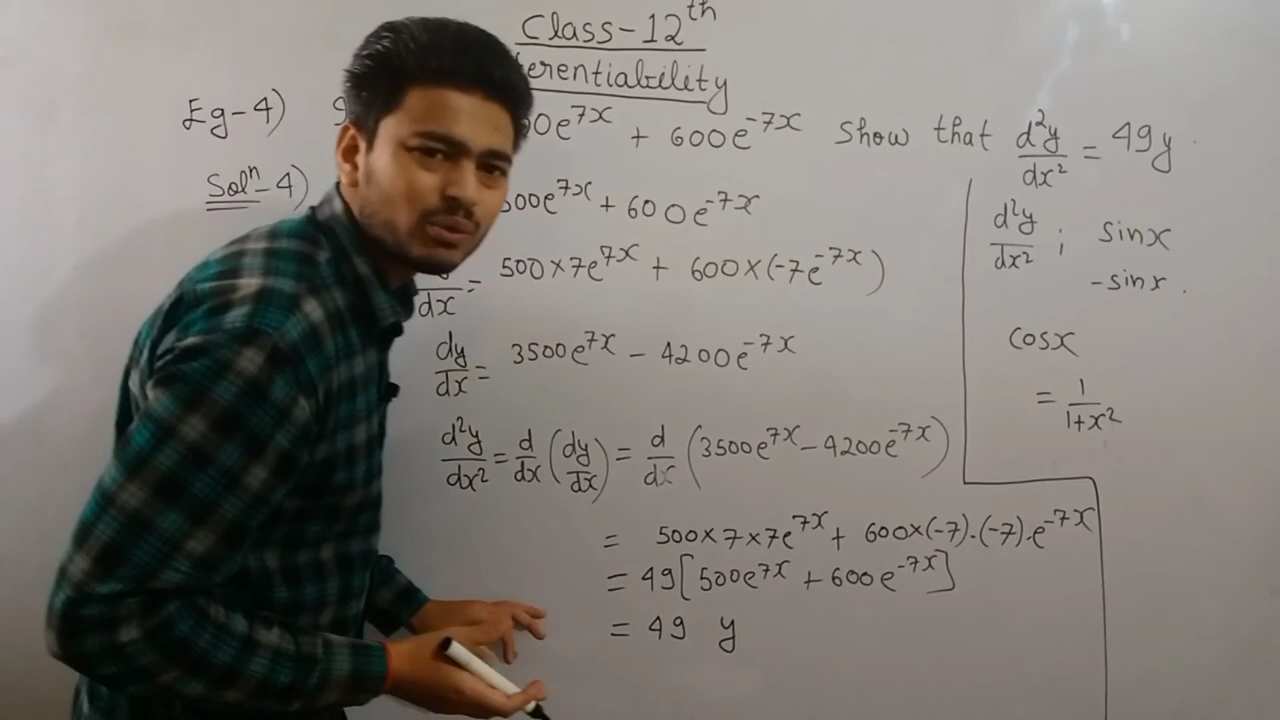 Class-12th
erentiability
Eg-4) 00e^7x + 600e^-7x Show that d²y/dx² = 49y.
Solⁿ-4) 500e^7x + 600e^-7x
/dx = 500×7e^7x + 600×(-7e^-7x)
dy/dx = 3500e^7x - 4200e^-7x
d²y/dx² = d/dx (dy/dx) = d/dx (3500e^7x - 4200e^-7x)
= 500×7×7e^7x + 600×(-7)·(-7)·e^-7x
= 49[500e^7x + 600e^-7x]
= 49 y
d²y/dx² ; sinx
-sinx.
cosx
= 1/1+x²